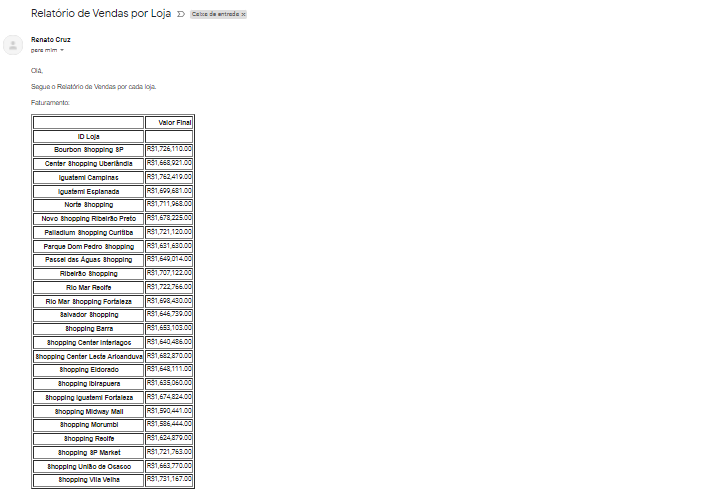 Relatório de Vendas por Loja Caixa de entrada x
Renato Cruz
para mim
Olá,
Segue o Relatório de Vendas por cada loja.
Faturamento:
Valor Final
ID Loja
Bourbon Shopping SP R$1,726,110.00
Center Shopping Uberlândia R$1,668,921.00
Iguatemi Campinas R$1,762,419.00
Iguatemi Esplanada R$1,699,681.00
Norte Shopping R$1,711,968.00
Novo Shopping Ribeirão Preto R$1,678,225.00
Palladium Shopping Curitiba R$1,721,120.00
Parque Dom Pedro Shopping R$1,631,630.00
Passei das Águas Shopping R$1,649,014.00
Ribeirão Shopping R$1,707,122.00
Rio Mar Recife R$1,722,766.00
Rio Mar Shopping Fortaleza R$1,698,430.00
Salvador Shopping R$1,646,739.00
Shopping Barra R$1,653,103.00
Shopping Center Interlagos R$1,640,486.00
Shopping Center Leste Aricanduva R$1,682,870.00
Shopping Eldorado R$1,648,111.00
Shopping Ibirapuera R$1,635,060.00
Shopping Iguatemi Fortaleza R$1,674,824.00
Shopping Midway Mall R$1,590,441.00
Shopping Morumbi R$1,586,444.00
Shopping Recife R$1,624,879.00
Shopping SP Market R$1,721,763.00
Shopping União de Osasco R$1,663,770.00
Shopping Vila Velha R$1,731,167.00